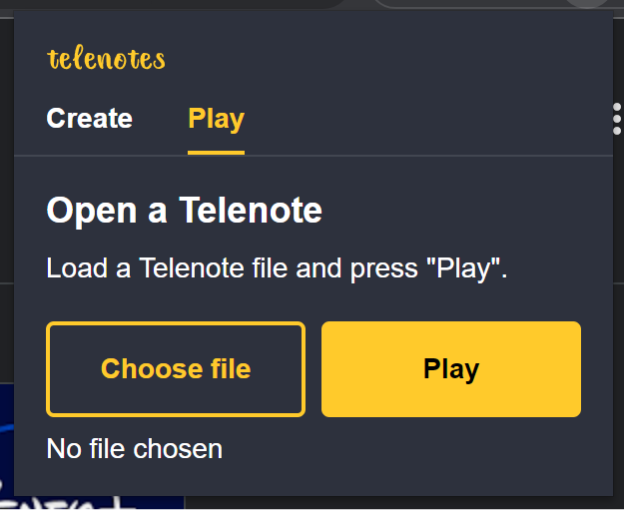 telenotes
Create Play
Open a Telenote
Load a Telenote file and press "Play".
Choose file Play
No file chosen